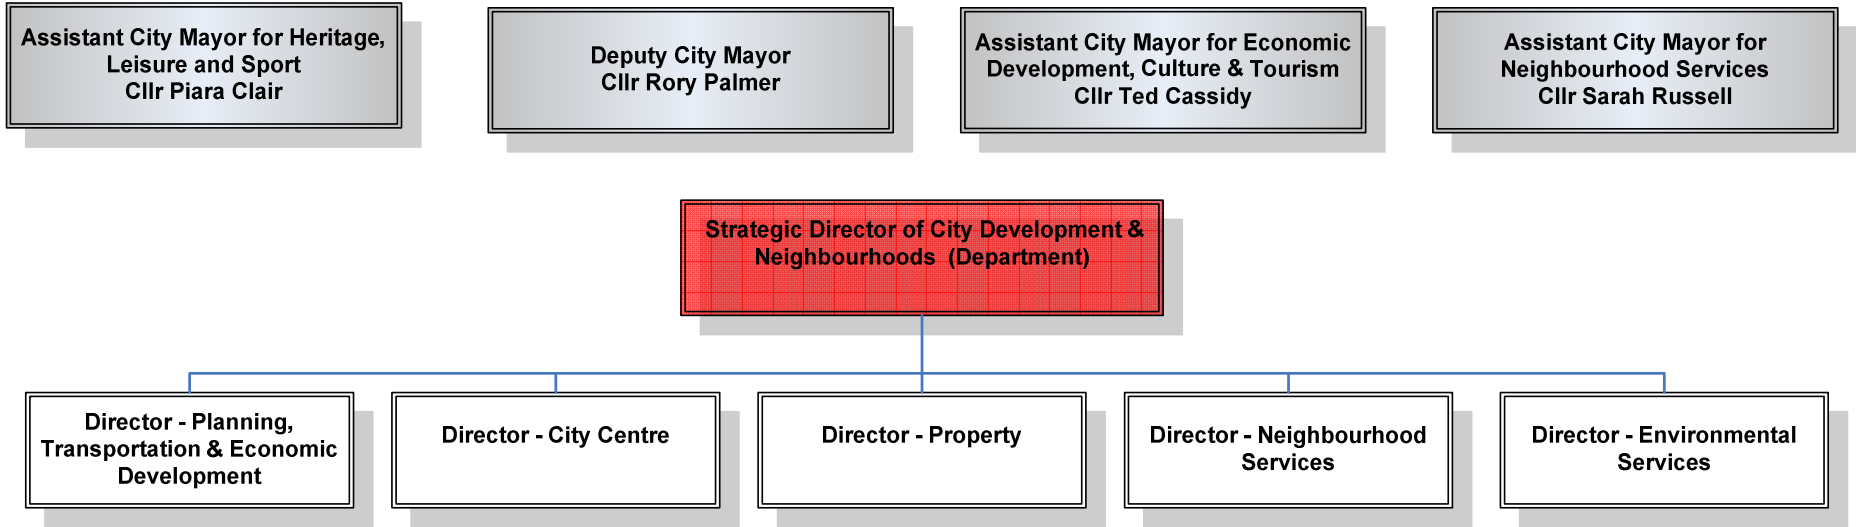 Assistant City Mayor for Heritage,
Leisure and Sport
Cllr Piara Clair
Deputy City Mayor
Cllr Rory Palmer
Assistant City Mayor for Economic
Development, Culture & Tourism
Cllr Ted Cassidy
Assistant City Mayor for
Neighbourhood Services
Cllr Sarah Russell
Strategic Director of City Development &
Neighbourhoods (Department)
Director - Planning,
Transportation & Economic
Development
Director - City Centre
Director - Property
Director - Neighbourhood
Services
Director - Environmental
Services